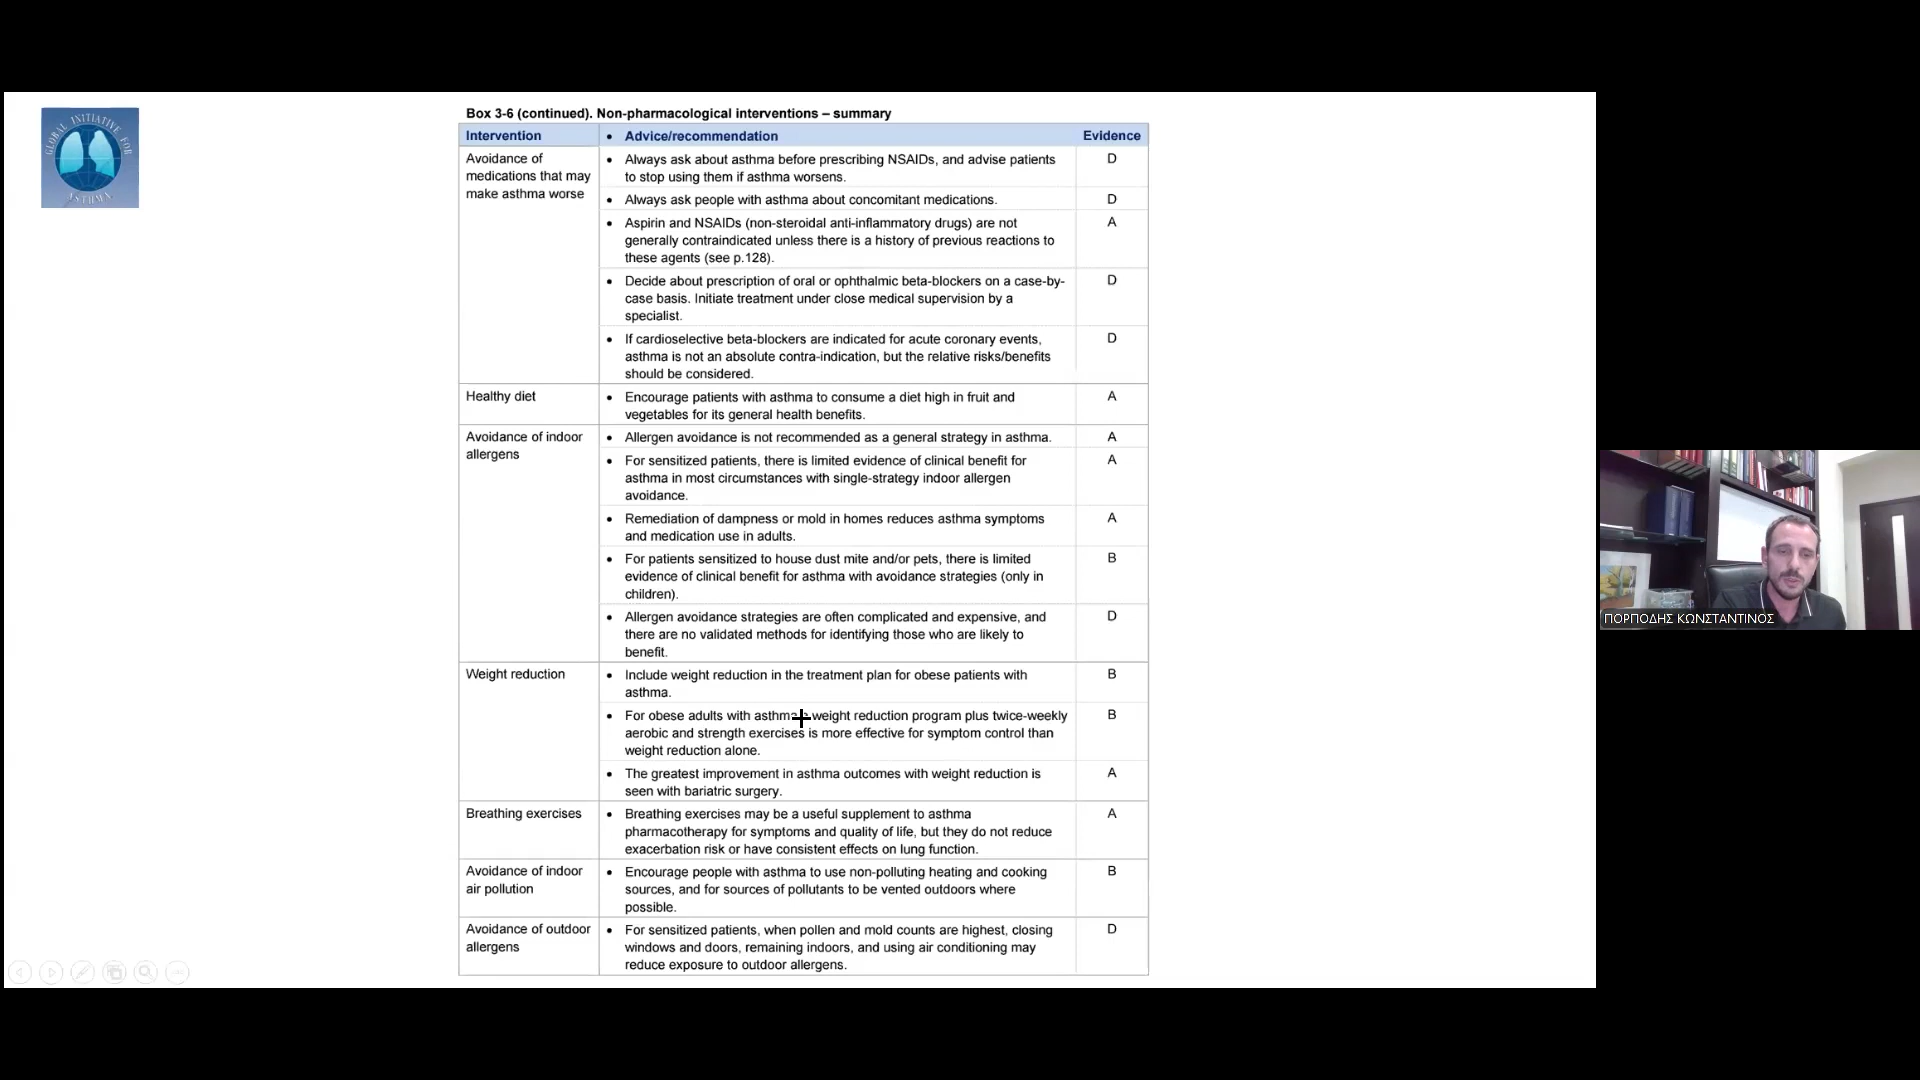 GLOBAL INITIATIVE FOR
ASTHMA
Box 3-6 (continued). Non-pharmacological interventions – summary
Intervention
• Advice/recommendation
Evidence
Avoidance of
medications that may
make asthma worse
• Always ask about asthma before prescribing NSAIDs, and advise patients
to stop using them if asthma worsens.
D
• Always ask people with asthma about concomitant medications.
D
• Aspirin and NSAIDs (non-steroidal anti-inflammatory drugs) are not
generally contraindicated unless there is a history of previous reactions to
these agents (see p.128).
A
• Decide about prescription of oral or ophthalmic beta-blockers on a case-by-
case basis. Initiate treatment under close medical supervision by a
specialist.
D
• If cardioselective beta-blockers are indicated for acute coronary events,
asthma is not an absolute contra-indication, but the relative risks/benefits
should be considered.
D
Healthy diet
• Encourage patients with asthma to consume a diet high in fruit and
vegetables for its general health benefits.
A
Avoidance of indoor
allergens
• Allergen avoidance is not recommended as a general strategy in asthma.
A
• For sensitized patients, there is limited evidence of clinical benefit for
asthma in most circumstances with single-strategy indoor allergen
avoidance.
A
• Remediation of dampness or mold in homes reduces asthma symptoms
and medication use in adults.
A
• For patients sensitized to house dust mite and/or pets, there is limited
evidence of clinical benefit for asthma with avoidance strategies (only in
children).
B
• Allergen avoidance strategies are often complicated and expensive, and
there are no validated methods for identifying those who are likely to
benefit.
D
Weight reduction
• Include weight reduction in the treatment plan for obese patients with
asthma.
B
• For obese adults with asthma weight reduction program plus twice-weekly
aerobic and strength exercises is more effective for symptom control than
weight reduction alone.
B
• The greatest improvement in asthma outcomes with weight reduction is
seen with bariatric surgery.
A
Breathing exercises
• Breathing exercises may be a useful supplement to asthma
pharmacotherapy for symptoms and quality of life, but they do not reduce
exacerbation risk or have consistent effects on lung function.
A
Avoidance of indoor
air pollution
• Encourage people with asthma to use non-polluting heating and cooking
sources, and for sources of pollutants to be vented outdoors where
possible.
B
Avoidance of outdoor
allergens
• For sensitized patients, when pollen and mold counts are highest, closing
windows and doors, remaining indoors, and using air conditioning may
reduce exposure to outdoor allergens.
D
ΠΟΡΠΟΔΗΣ ΚΩΝΣΤΑΝΤΙΝΟΣ